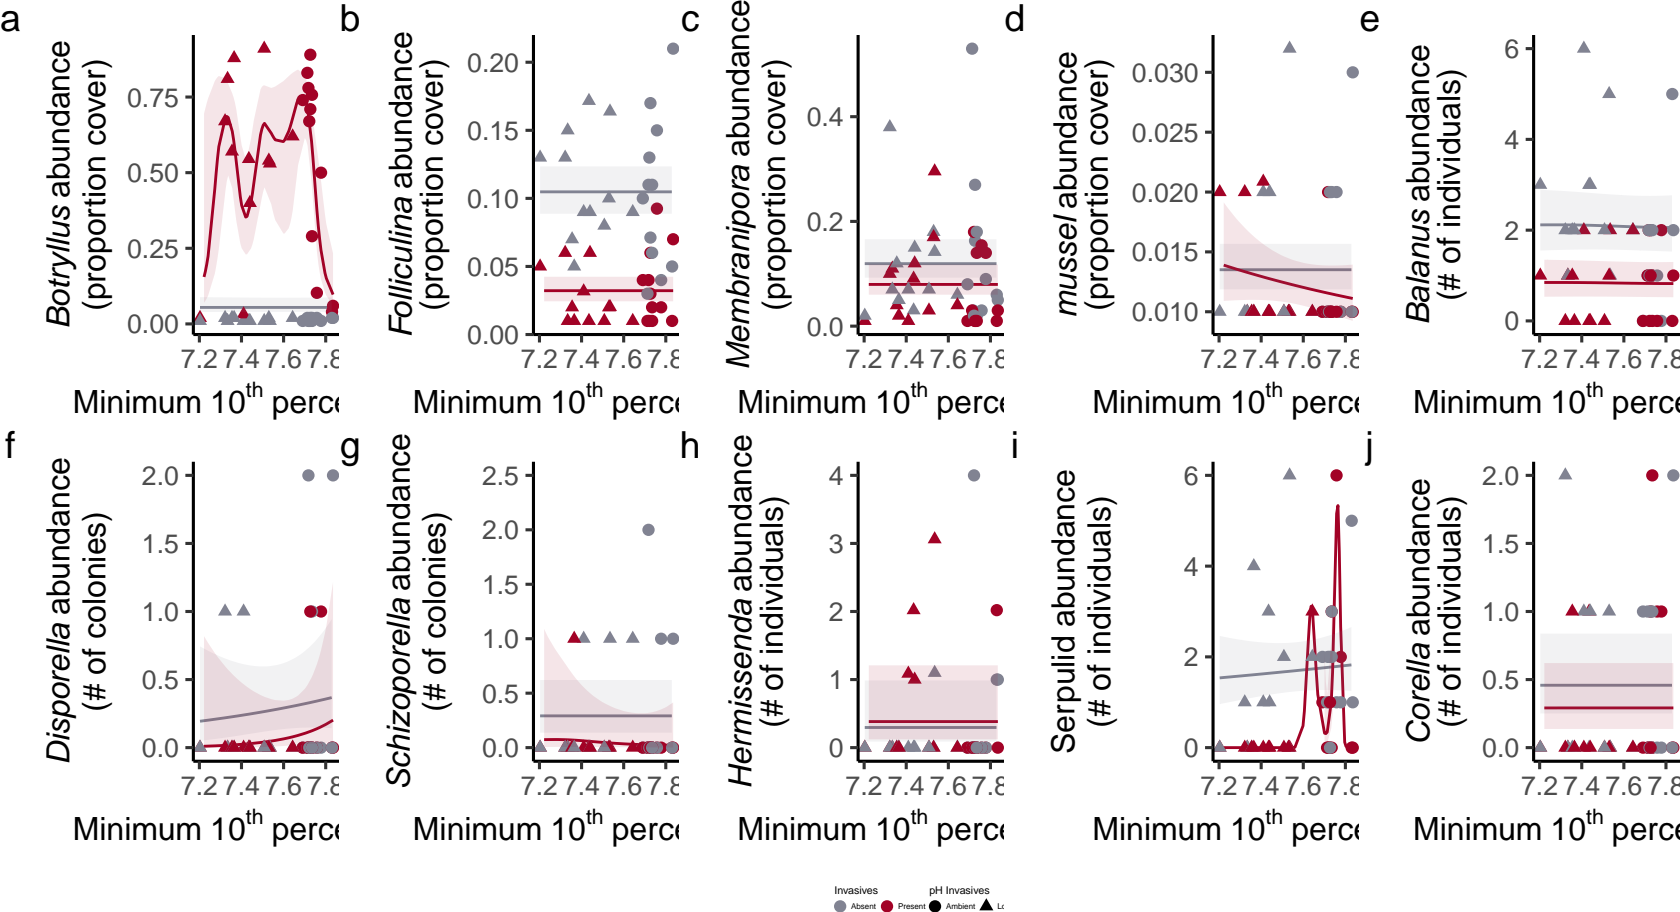 a
Botryllus abundance
(proportion cover)
0.75
0.50
0.25
0.00
7.2 7.4 7.6 7.8
Minimum 10th perce
b
Folliculina abundance
(proportion cover)
0.20
0.15
0.10
0.05
0.00
7.2 7.4 7.6 7.8
Minimum 10th perce
c
Membranipora abundance
(proportion cover)
0.4
0.2
0.0
7.2 7.4 7.6 7.8
Minimum 10th perce
d
mussel abundance
(proportion cover)
0.030
0.025
0.020
0.015
0.010
7.2 7.4 7.6 7.8
Minimum 10th perce
e
Balanus abundance
(# of individuals)
6
4
2
0
7.2 7.4 7.6 7.8
Minimum 10th perce
f
Disporella abundance
(# of colonies)
2.0
1.5
1.0
0.5
0.0
7.2 7.4 7.6 7.8
Minimum 10th perce
g
Schizoporella abundance
(# of colonies)
2.5
2.0
1.5
1.0
0.5
0.0
7.2 7.4 7.6 7.8
Minimum 10th perce
h
Hermissenda abundance
(# of individuals)
4
3
2
1
0
7.2 7.4 7.6 7.8
Minimum 10th perce
i
Serpulid abundance
(# of individuals)
6
4
2
0
7.2 7.4 7.6 7.8
Minimum 10th perce
j
Corella abundance
(# of individuals)
2.0
1.5
1.0
0.5
0.0
7.2 7.4 7.6 7.8
Minimum 10th perce
Invasives
Absent Present
pH Invasives
Ambient